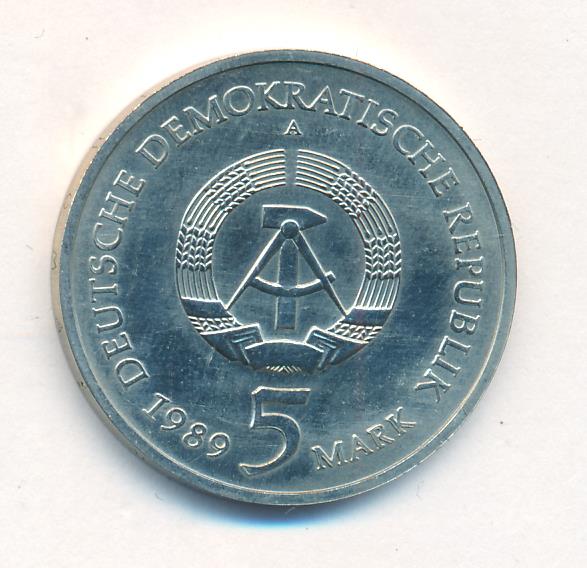 DEUTSCHE DEMOKRATISCHE REPUBLIK
A
1989 5 MARK